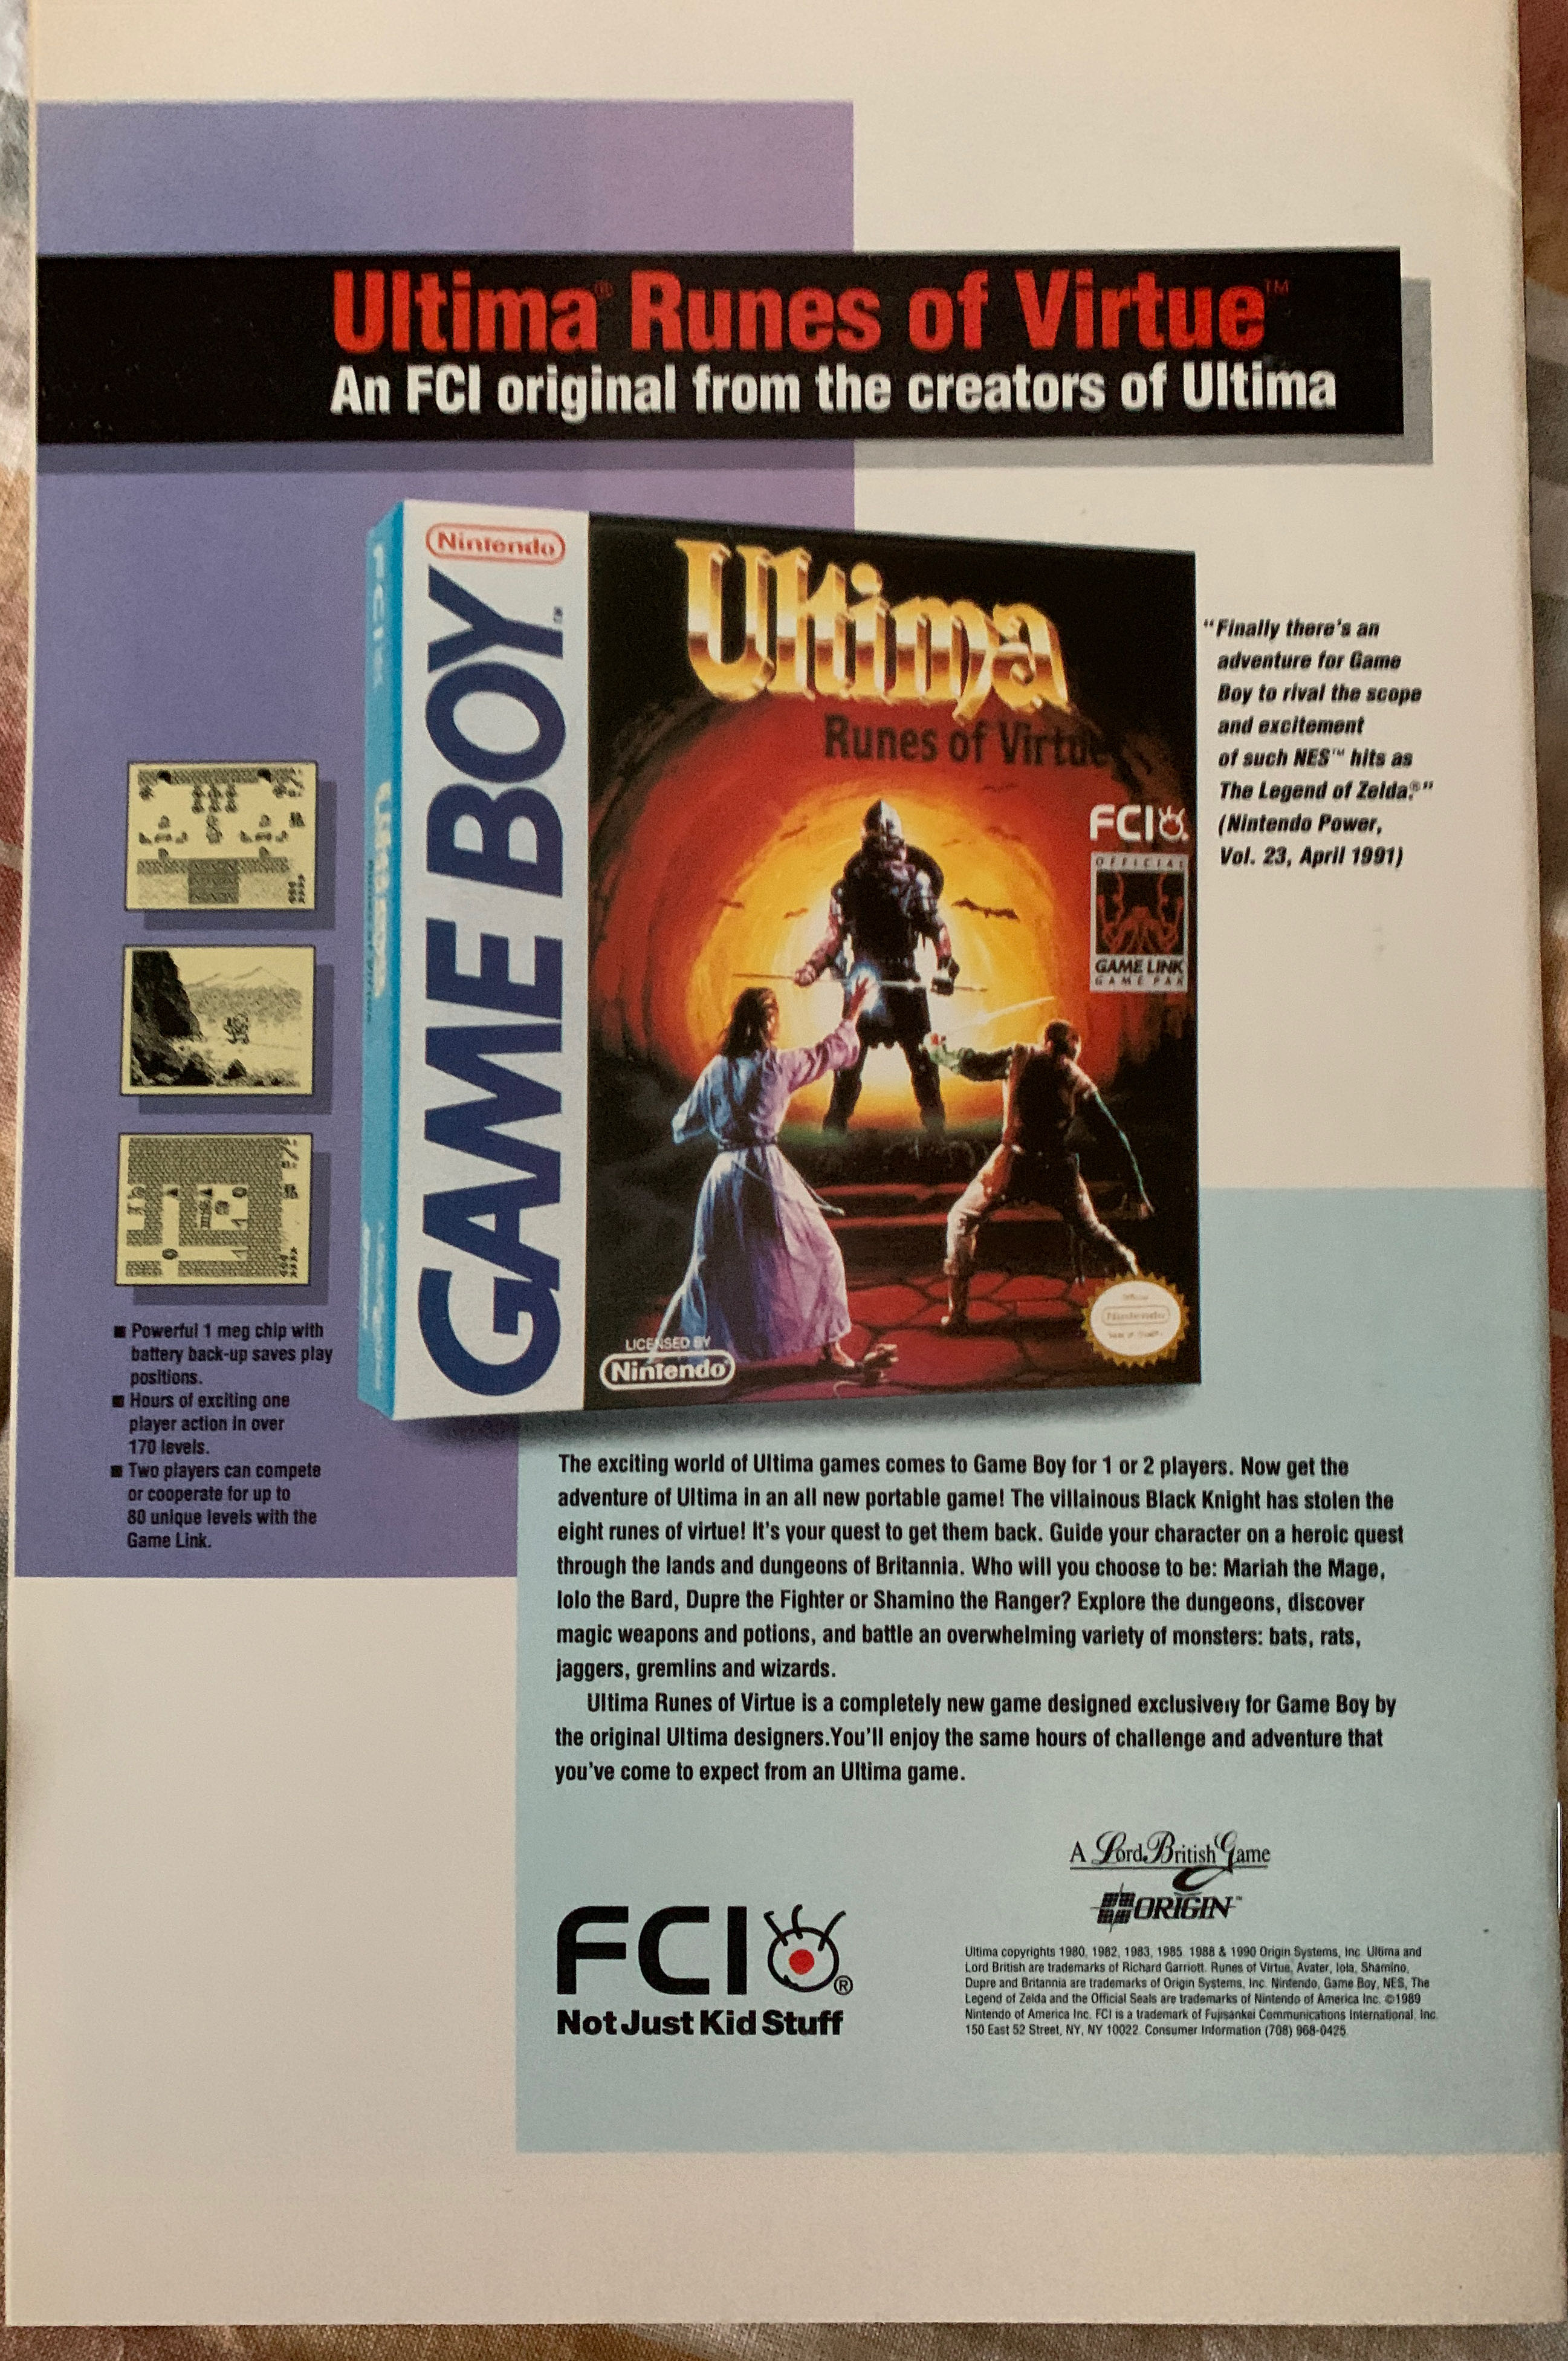 Ultima® Runes of Virtue™
An FCI original from the creators of Ultima
Nintendo
GAME BOY™
Ultima
Runes of Virtue
FCI
OFFICIAL
GAME LINK
GAME PAK
LICENSED BY
Nintendo
Nintendo
"Finally there's an
adventure for Game
Boy to rival the scope
and excitement
of such NES™ hits as
The Legend of Zelda.®"
(Nintendo Power,
Vol. 23, April 1991)
■ Powerful 1 meg chip with
battery back-up saves play
positions.
■ Hours of exciting one
player action in over
170 levels.
■ Two players can compete
or cooperate for up to
80 unique levels with the
Game Link.
The exciting world of Ultima games comes to Game Boy for 1 or 2 players. Now get the
adventure of Ultima in an all new portable game! The villainous Black Knight has stolen the
eight runes of virtue! It's your quest to get them back. Guide your character on a heroic quest
through the lands and dungeons of Britannia. Who will you choose to be: Mariah the Mage,
Iolo the Bard, Dupre the Fighter or Shamino the Ranger? Explore the dungeons, discover
magic weapons and potions, and battle an overwhelming variety of monsters: bats, rats,
jaggers, gremlins and wizards.
Ultima Runes of Virtue is a completely new game designed exclusively for Game Boy by
the original Ultima designers.You'll enjoy the same hours of challenge and adventure that
you've come to expect from an Ultima game.
A Lord British Game
ORIGIN™
FCI®
Not Just Kid Stuff
Ultima copyrights 1980, 1982, 1983, 1985. 1988 & 1990 Origin Systems, Inc. Ultima and
Lord British are trademarks of Richard Garriott. Runes of Virtue, Avater, Iola, Shamino,
Dupre and Britannia are trademarks of Origin Systems, Inc. Nintendo, Game Boy, NES, The
Legend of Zelda and the Official Seals are trademarks of Nintendo of America Inc. ©1989
Nintendo of America Inc. FCI is a trademark of Fujisankei Communications International, Inc.
150 East 52 Street, NY, NY 10022. Consumer Information (708) 968-0425